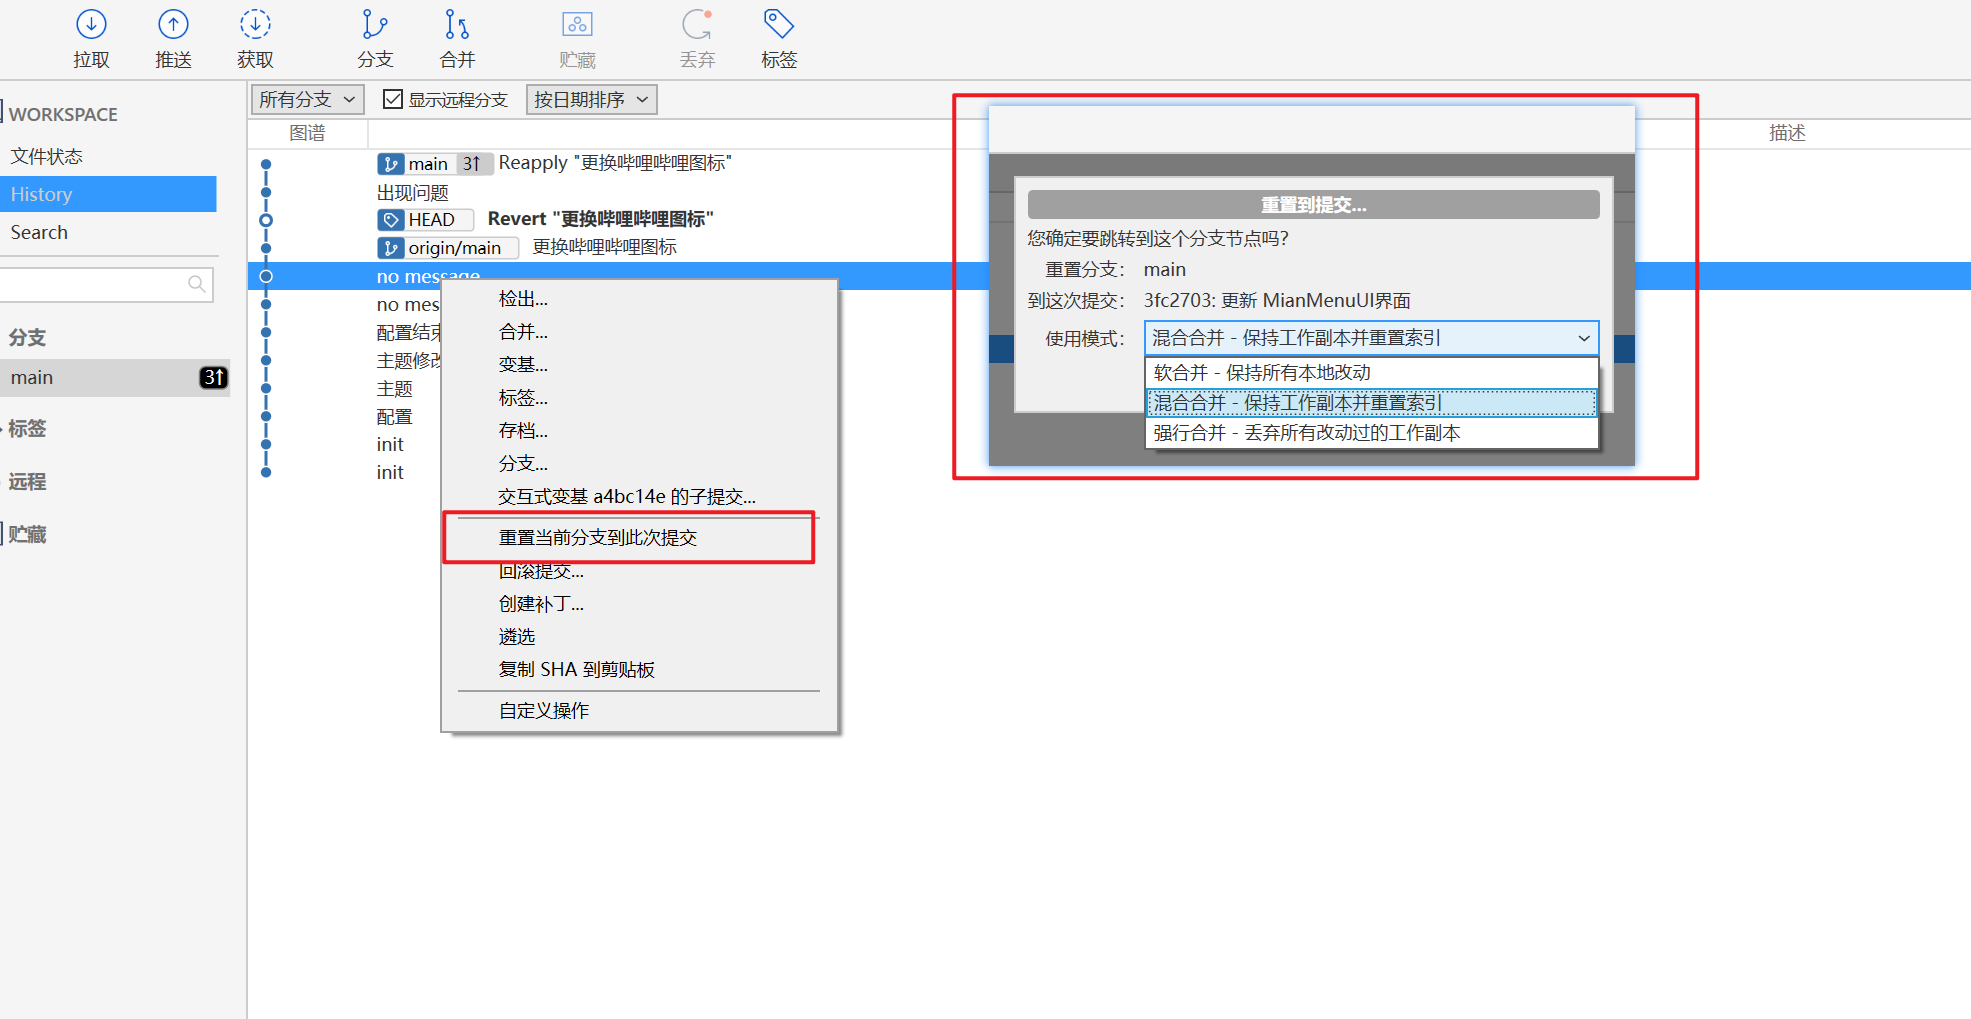 拉取 推送 获取 分支 合并 贮藏 丢弃 标签
所有分支 显示远程分支 按日期排序
WORKSPACE
文件状态
History
Search
分支
main 3↑
标签
远程
贮藏
图谱 描述
main 3↑ Reapply "更换哔哩哔哩图标"
出现问题
HEAD Revert "更换哔哩哔哩图标"
origin/main 更换哔哩哔哩图标
no message
no mes
配置结束
主题修改
主题
配置
init
init
检出...
合并...
变基...
标签...
存档...
分支...
交互式变基 a4bc14e 的子提交...
重置当前分支到此次提交
回滚提交...
创建补丁...
遴选
复制 SHA 到剪贴板
自定义操作
重置到提交...
您确定要跳转到这个分支节点吗?
重置分支: main
到这次提交: 3fc2703: 更新 MianMenuUI界面
使用模式: 混合合并 - 保持工作副本并重置索引
软合并 - 保持所有本地改动
混合合并 - 保持工作副本并重置索引
强行合并 - 丢弃所有改动过的工作副本